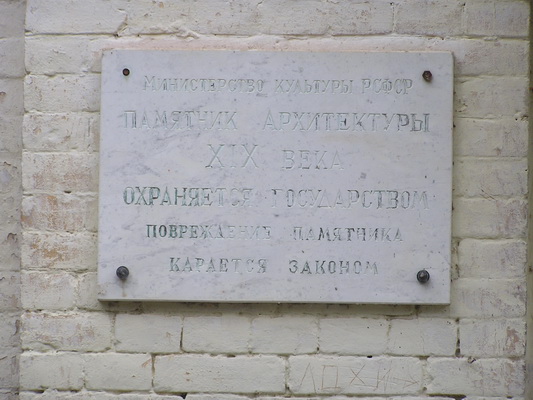 Министерство культуры РСФСР
ПАМЯТНИК АРХИТЕКТУРЫ
XIX ВЕКА
ОХРАНЯЕТСЯ ГОСУДАРСТВОМ
ПОВРЕЖДЕНИЕ ПАМЯТНИКА
КАРАЕТСЯ ЗАКОНОМ